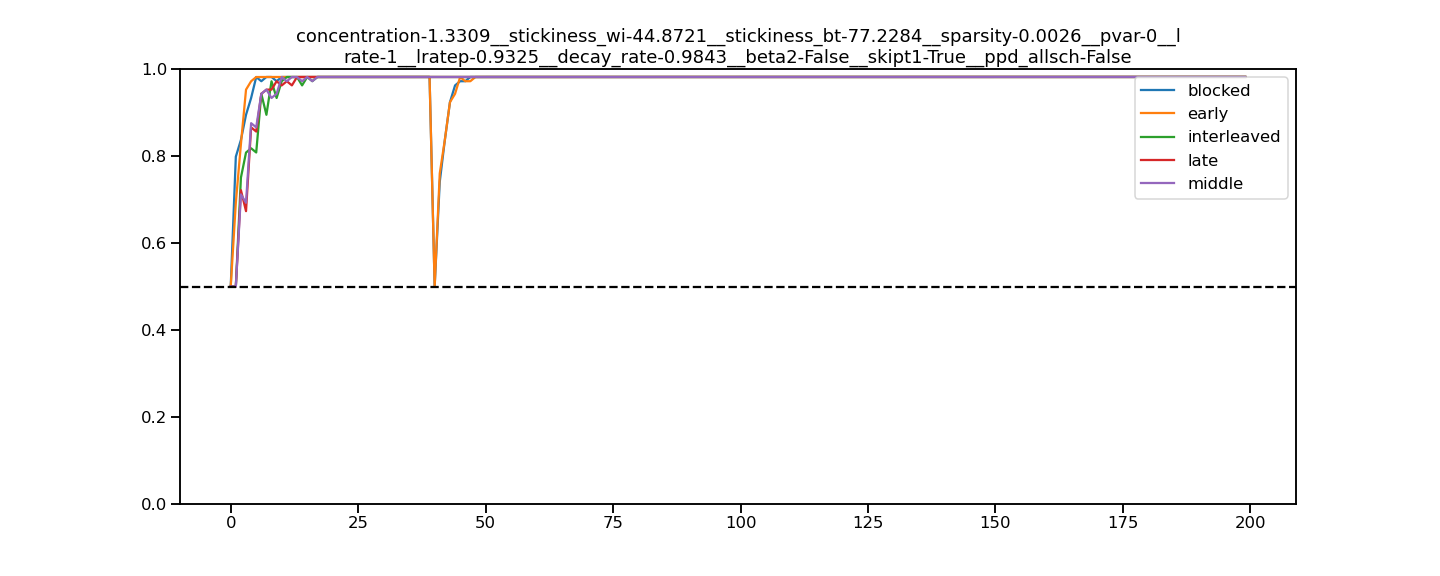 concentration-1.3309__stickiness_wi-44.8721__stickiness_bt-77.2284__sparsity-0.0026__pvar-0__l
rate-1__lratep-0.9325__decay_rate-0.9843__beta2-False__skipt1-True__ppd_allsch-False
1.0
0.8
0.6
0.4
0.2
0.0
blocked
early
interleaved
late
middle
0 25 50 75 100 125 150 175 200